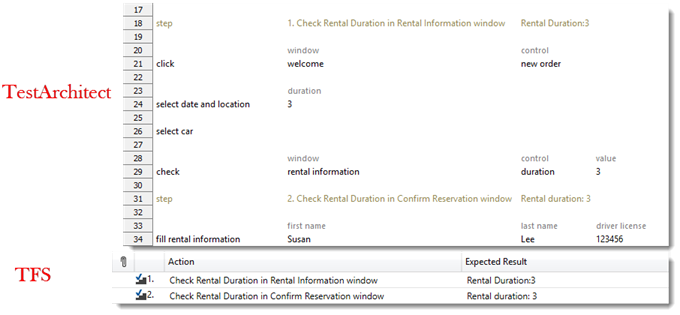 17
18 step 1. Check Rental Duration in Rental Information window Rental Duration:3
19
20 window control
21 click welcome new order
22
TestArchitect
23 duration
24 select date and location 3
25
26 select car
27
28 window control value
29 check rental information duration 3
30
31 step 2. Check Rental Duration in Confirm Reservation window Rental duration: 3
32
33 first name last name driver license
34 fill rental information Susan Lee 123456
TFS
Action Expected Result
1. Check Rental Duration in Rental Information window Rental Duration:3
2. Check Rental Duration in Confirm Reservation window Rental duration: 3